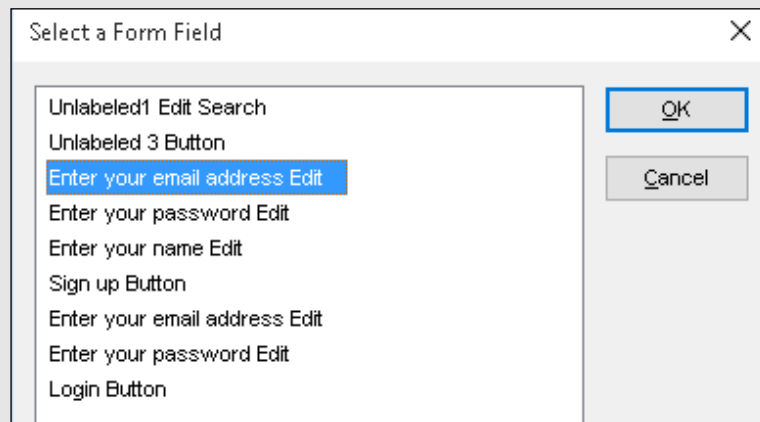 Select a Form Field
Unlabeled1 Edit Search
Unlabeled 3 Button
Enter your email address Edit
Enter your password Edit
Enter your name Edit
Sign up Button
Enter your email address Edit
Enter your password Edit
Login Button
OK
Cancel